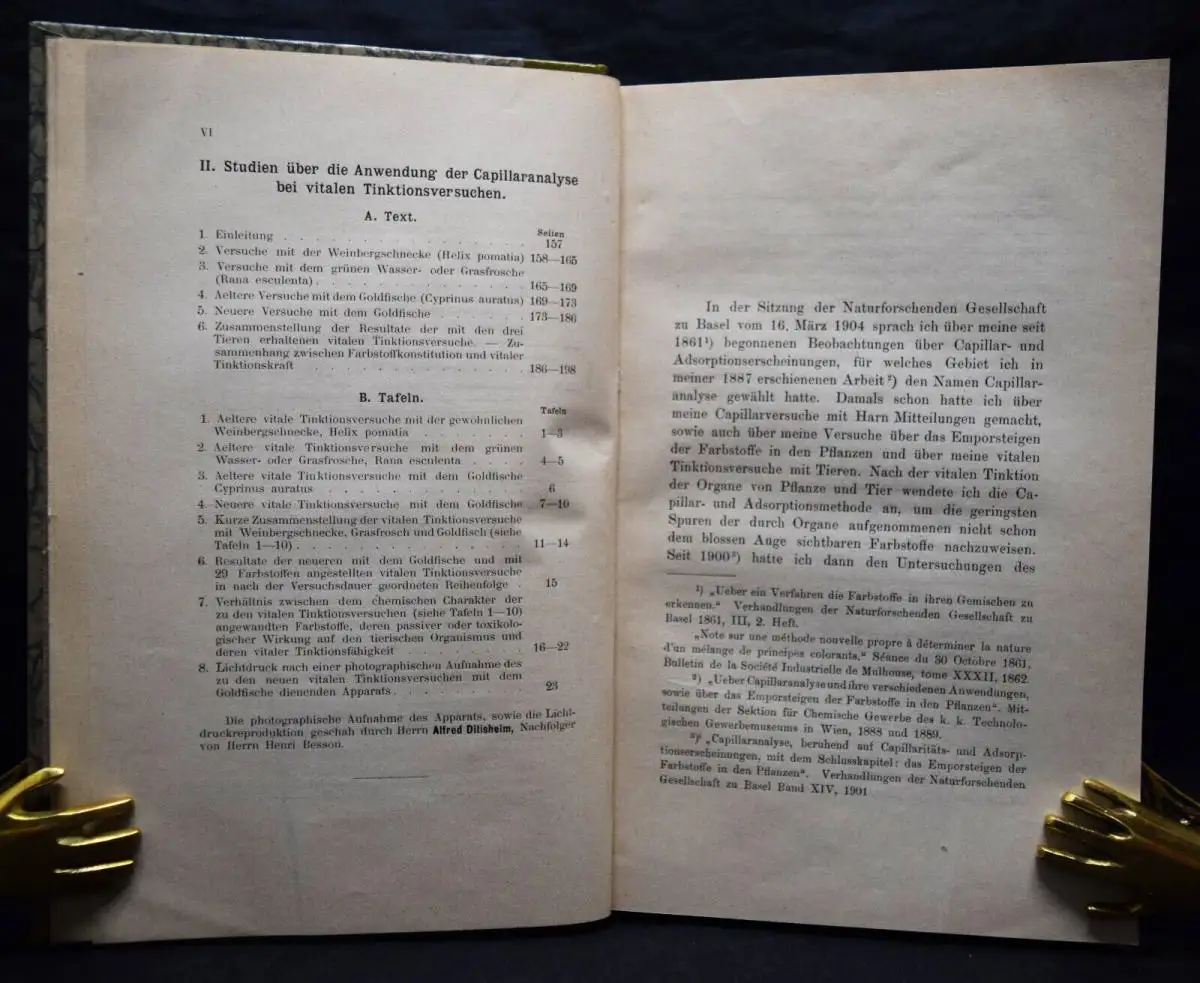 VI
II. Studien über die Anwendung der Capillaranalyse
bei vitalen Tinktionsversuchen.
A. Text.
Seiten
1. Einleitung . . . . . . . . . . . . . . . 157
2. Versuche mit der Weinbergschnecke (Helix pomatia) 158—165
3. Versuche mit dem grünen Wasser- oder Grasfrosche
(Rana esculenta) . . . . . . . . . . . . . 165—169
4. Aeltere Versuche mit dem Goldfische (Cyprinus auratus) 169—173
5. Neuere Versuche mit dem Goldfische . . . . . . 173—186
6. Zusammenstellung der Resultate der mit den drei
Tieren erhaltenen vitalen Tinktionsversuche. — Zu-
sammenhang zwischen Farbstoffkonstitution und vitaler
Tinktionskraft . . . . . . . . . . . . . 186—198
B. Tafeln.
Tafeln
1. Aeltere vitale Tinktionsversuche mit der gewöhnlichen
Weinbergschnecke, Helix pomatia . . . . . . . 1—3
2. Aeltere vitale Tinktionsversuche mit dem grünen
Wasser- oder Grasfrosche, Rana esculenta . . . . 4—5
3. Aeltere vitale Tinktionsversuche mit dem Goldfische
Cyprinus auratus . . . . . . . . . . . . . 6
4. Neuere vitale Tinktionsversuche mit dem Goldfische 7—10
5. Kurze Zusammenstellung der vitalen Tinktionsversuche
mit Weinbergschnecke, Grasfrosch und Goldfisch (siehe
Tafeln 1—10) . . . . . . . . . . . . . . 11—14
6. Resultate der neueren mit dem Goldfische und mit
29 Farbstoffen angestellten vitalen Tinktionsversuche
in nach der Versuchsdauer geordneten Reihenfolge . 15
7. Verhältnis zwischen dem chemischen Charakter der
zu den vitalen Tinktionsversuchen (siehe Tafeln 1—10)
angewandten Farbstoffe, deren passiver oder toxikolo-
gischer Wirkung auf den tierischen Organismus und
deren vitaler Tinktionsfähigkeit . . . . . . . . 16—22
8. Lichtdruck nach einer photographischen Aufnahme des
zu den neuen vitalen Tinktionsversuchen mit dem
Goldfische dienenden Apparats . . . . . . . . 23
Die photographische Aufnahme des Apparats, sowie die Licht-
druckreproduktion geschah durch Herrn Alfred Ditisheim, Nachfolger
von Herrn Henri Besson.
In der Sitzung der Naturforschenden Gesellschaft
zu Basel vom 16. März 1904 sprach ich über meine seit
1861¹) begonnenen Beobachtungen über Capillar- und
Adsorptionserscheinungen, für welches Gebiet ich in
meiner 1887 erschienenen Arbeit²) den Namen Capillar-
analyse gewählt hatte. Damals schon hatte ich über
meine Capillarversuche mit Harn Mitteilungen gemacht,
sowie auch über meine Versuche über das Emporsteigen
der Farbstoffe in den Pflanzen und über meine vitalen
Tinktionsversuche mit Tieren. Nach der vitalen Tinktion
der Organe von Pflanze und Tier wendete ich die Ca-
pillar- und Adsorptionsmethode an, um die geringsten
Spuren der durch Organe aufgenommenen nicht schon
dem blossen Auge sichtbaren Farbstoffe nachzuweisen.
Seit 1900³) hatte ich dann den Untersuchungen des
¹) „Ueber ein Verfahren die Farbstoffe in ihren Gemischen zu
erkennen.“ Verhandlungen der Naturforschenden Gesellschaft zu
Basel 1861, III, 2. Heft.
„Note sur une méthode nouvelle propre à déterminer la nature
d'un mélange de principes colorants.“ Séance du 30 Octobre 1861,
Bulletin de la Société Industrielle de Mulhouse, tome XXXII, 1862.
²) „Ueber Capillaranalyse und ihre verschiedenen Anwendungen,
sowie über das Emporsteigen der Farbstoffe in den Pflanzen“. Mit-
teilungen der Sektion für Chemische Gewerbe des k. k. Technolo-
gischen Gewerbemuseums in Wien, 1888 und 1889.
³) „Capillaranalyse, beruhend auf Capillaritäts- und Adsorp-
tionserscheinungen, mit dem Schlusskapitel: das Emporsteigen der
Farbstoffe in den Pflanzen“. Verhandlungen der Naturforschenden
Gesellschaft zu Basel Band XIV, 1901